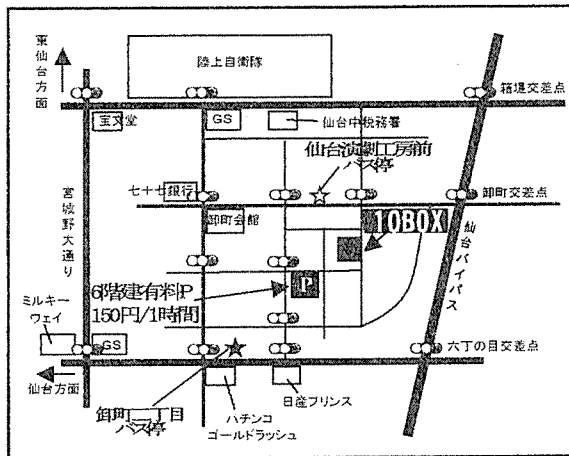 東仙台方面
陸上自衛隊
箱堤交差点
宝文堂
GS
仙台中税務署
仙台演劇工房前
バス停
七十七銀行
卸町交差点
宮城野大通り
卸町会館
10BOX
仙台バイパス
6階建有料P
150円/1時間
P
ミルキー
ウェイ
GS
六丁の目交差点
仙台方面
卸町二丁目
バス停
パチンコ
ゴールドラッシュ
日産プリンス